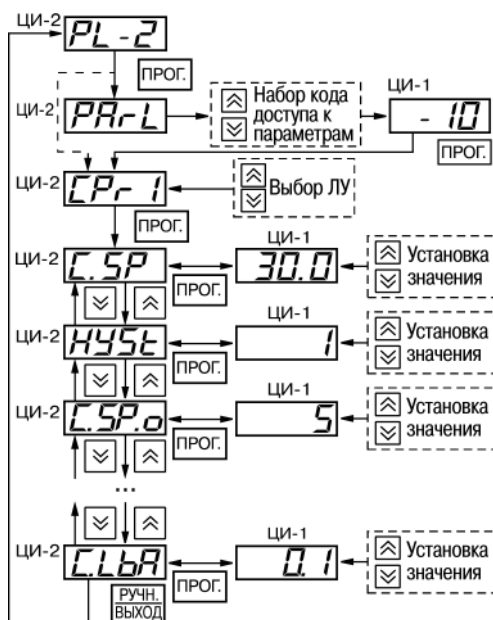 ЦИ-2 PL-2
ПРОГ.
ЦИ-2 PArL
Набор кода
доступа к
параметрам
ЦИ-1
- 10
ПРОГ.
ЦИ-2 CPr1
Выбор ЛУ
ПРОГ.
ЦИ-2 C.SP
ПРОГ.
ЦИ-1
30.0
Установка
значения
ЦИ-2 HYSt
ПРОГ.
ЦИ-1
1
Установка
значения
ЦИ-2 C.SP.o
ПРОГ.
ЦИ-1
5
Установка
значения
...
ЦИ-2 C.LbA
ПРОГ.
ЦИ-1
0.1
Установка
значения
РУЧН.
ВЫХОД